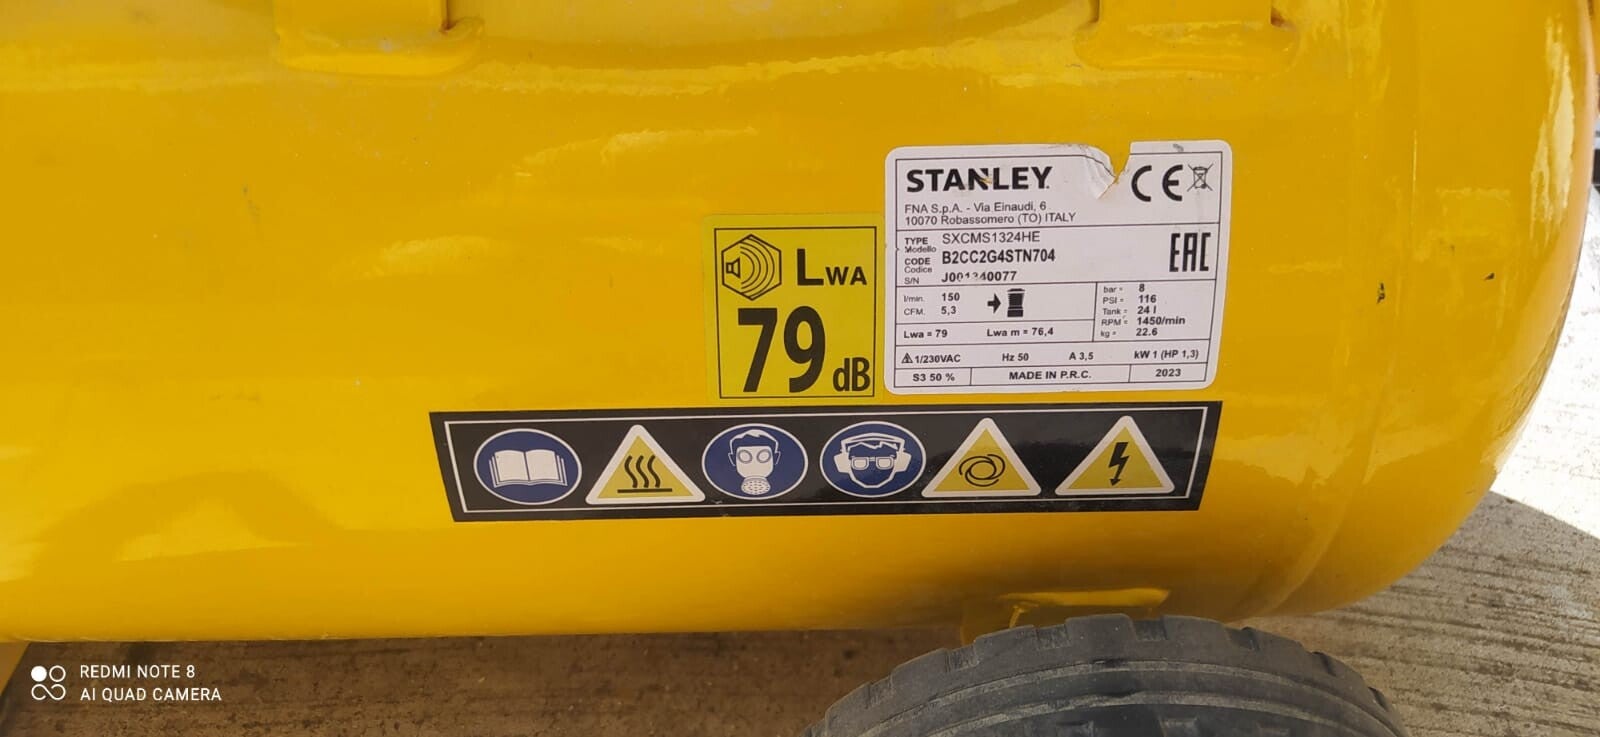 STANLEY
FNA S.p.A. - Via Einaudi, 6
10070 Robassomero (TO) ITALY
CE
TYPE Modello SXCMS1324HE
CODE Codice B2CC2G4STN704
S/N
EAC
l/min. 150
CFM. 5,3
bar = 8
PSI = 116
Tank = 24 l
RPM = 1450/min
kg = 22.6
Lwa = 79 Lwa m = 76,4
1/230VAC Hz 50 A 3,5 kW 1 (HP 1,3)
S3 50 % MADE IN P.R.C. 2023
LWA
79 dB
REDMI NOTE 8
AI QUAD CAMERA